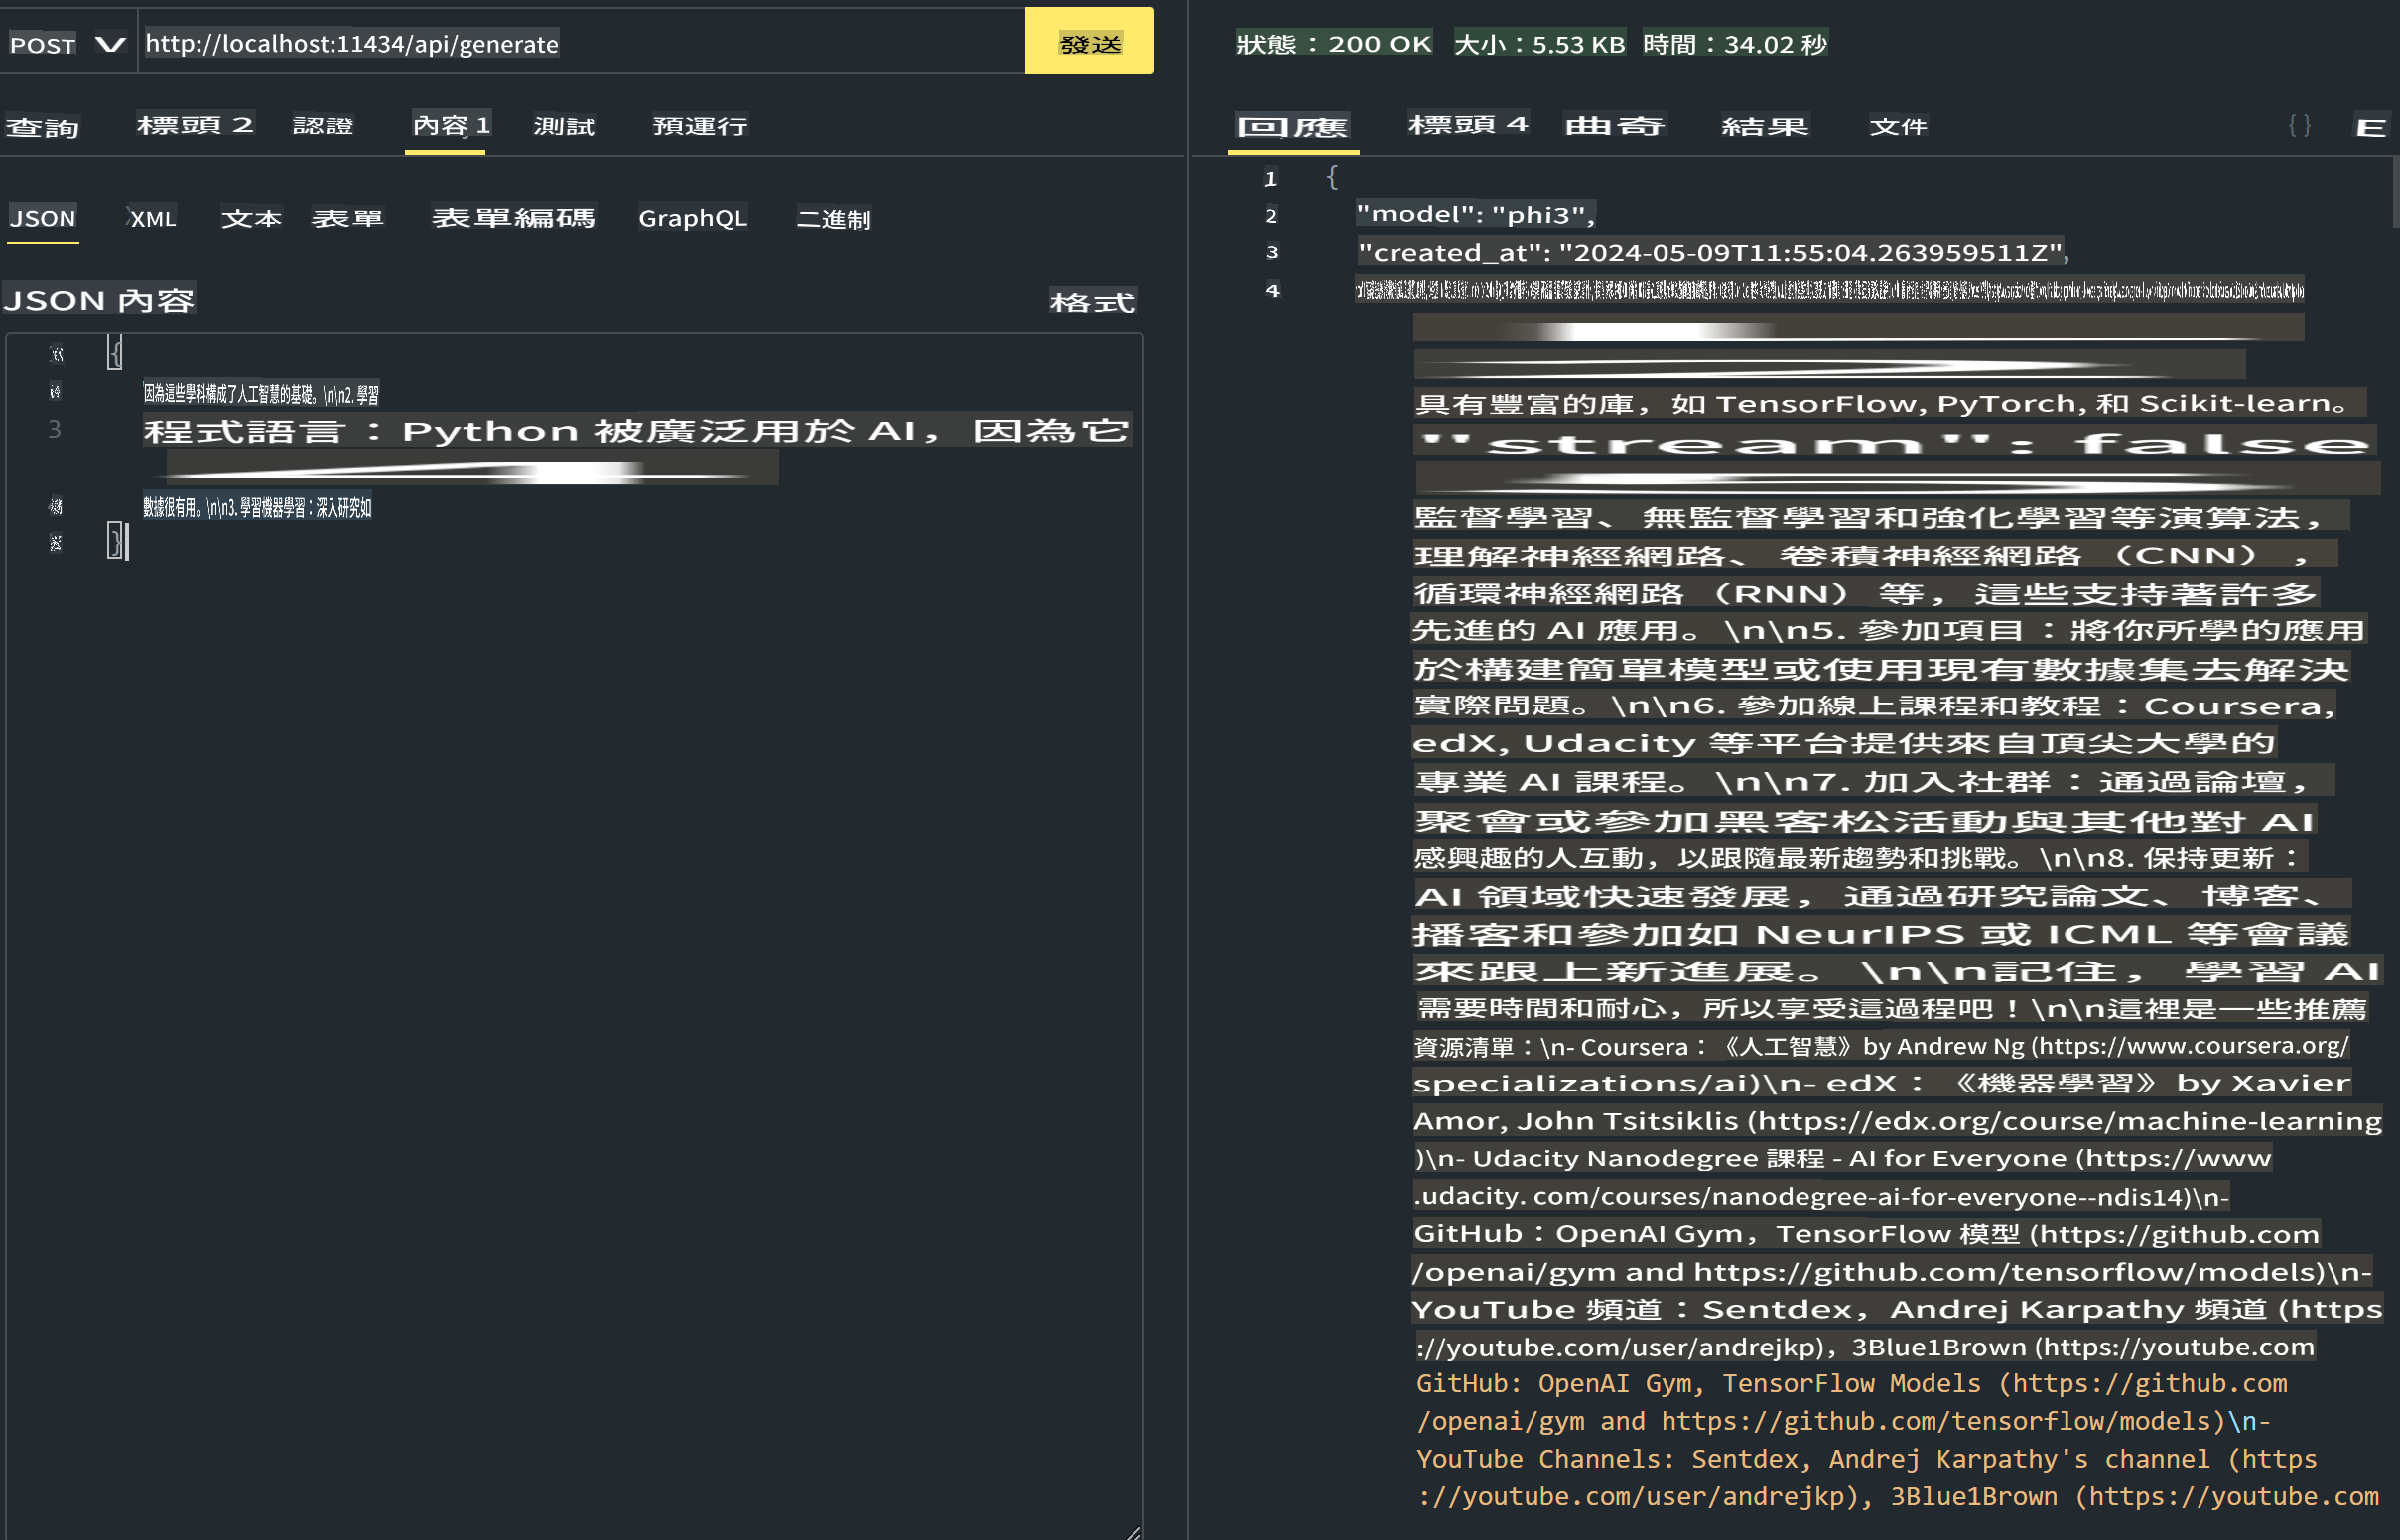 POST http://localhost:11434/api/generate 發送
查詢 標頭 2 認證 內容 1 測試 預運行
JSON XML 文本 表單 表單編碼 GraphQL 二進制
JSON 內容 格式
{
因為這些學科構成了人工智慧的基礎。\n\n2. 學習
3 程式語言：Python 被廣泛用於 AI，因為它
數據很有用。\n\n3. 學習機器學習：深入研究如
}
狀態：200 OK 大小：5.53 KB 時間：34.02 秒
回應 標頭 4 曲奇 結果 文件 {} E
1 {
2 "model": "phi3",
3 "created_at": "2024-05-09T11:55:04.263959511Z",
4
具有豐富的庫，如 TensorFlow, PyTorch, 和 Scikit-learn。
"stream": false
監督學習、無監督學習和強化學習等演算法，
理解神經網路、卷積神經網路（CNN），
循環神經網路（RNN）等，這些支持著許多
先進的 AI 應用。\n\n5. 參加項目：將你所學的應用
於構建簡單模型或使用現有數據集去解決
實際問題。\n\n6. 參加線上課程和教程：Coursera,
edX, Udacity 等平台提供來自頂尖大學的
專業 AI 課程。\n\n7. 加入社群：通過論壇，
聚會或參加黑客松活動與其他對 AI
感興趣的人互動，以跟隨最新趨勢和挑戰。\n\n8. 保持更新：
AI 領域快速發展，通過研究論文、博客、
播客和參加如 NeurIPS 或 ICML 等會議
來跟上新進展。\n\n記住，學習 AI
需要時間和耐心，所以享受這過程吧！\n\n這裡是一些推薦
資源清單：\n- Coursera：《人工智慧》by Andrew Ng (https://www.coursera.org/
specializations/ai)\n- edX：《機器學習》by Xavier
Amor, John Tsitsiklis (https://edx.org/course/machine-learning
)\n- Udacity Nanodegree 課程 - AI for Everyone (https://www
.udacity. com/courses/nanodegree-ai-for-everyone--ndis14)\n-
GitHub：OpenAI Gym，TensorFlow 模型 (https://github.com
/openai/gym and https://github.com/tensorflow/models)\n-
YouTube 頻道：Sentdex，Andrej Karpathy 頻道 (https
://youtube.com/user/andrejkp)，3Blue1Brown (https://youtube.com
GitHub: OpenAI Gym, TensorFlow Models (https://github.com
/openai/gym and https://github.com/tensorflow/models)\n-
YouTube Channels: Sentdex, Andrej Karpathy's channel (https
://youtube.com/user/andrejkp), 3Blue1Brown (https://youtube.com